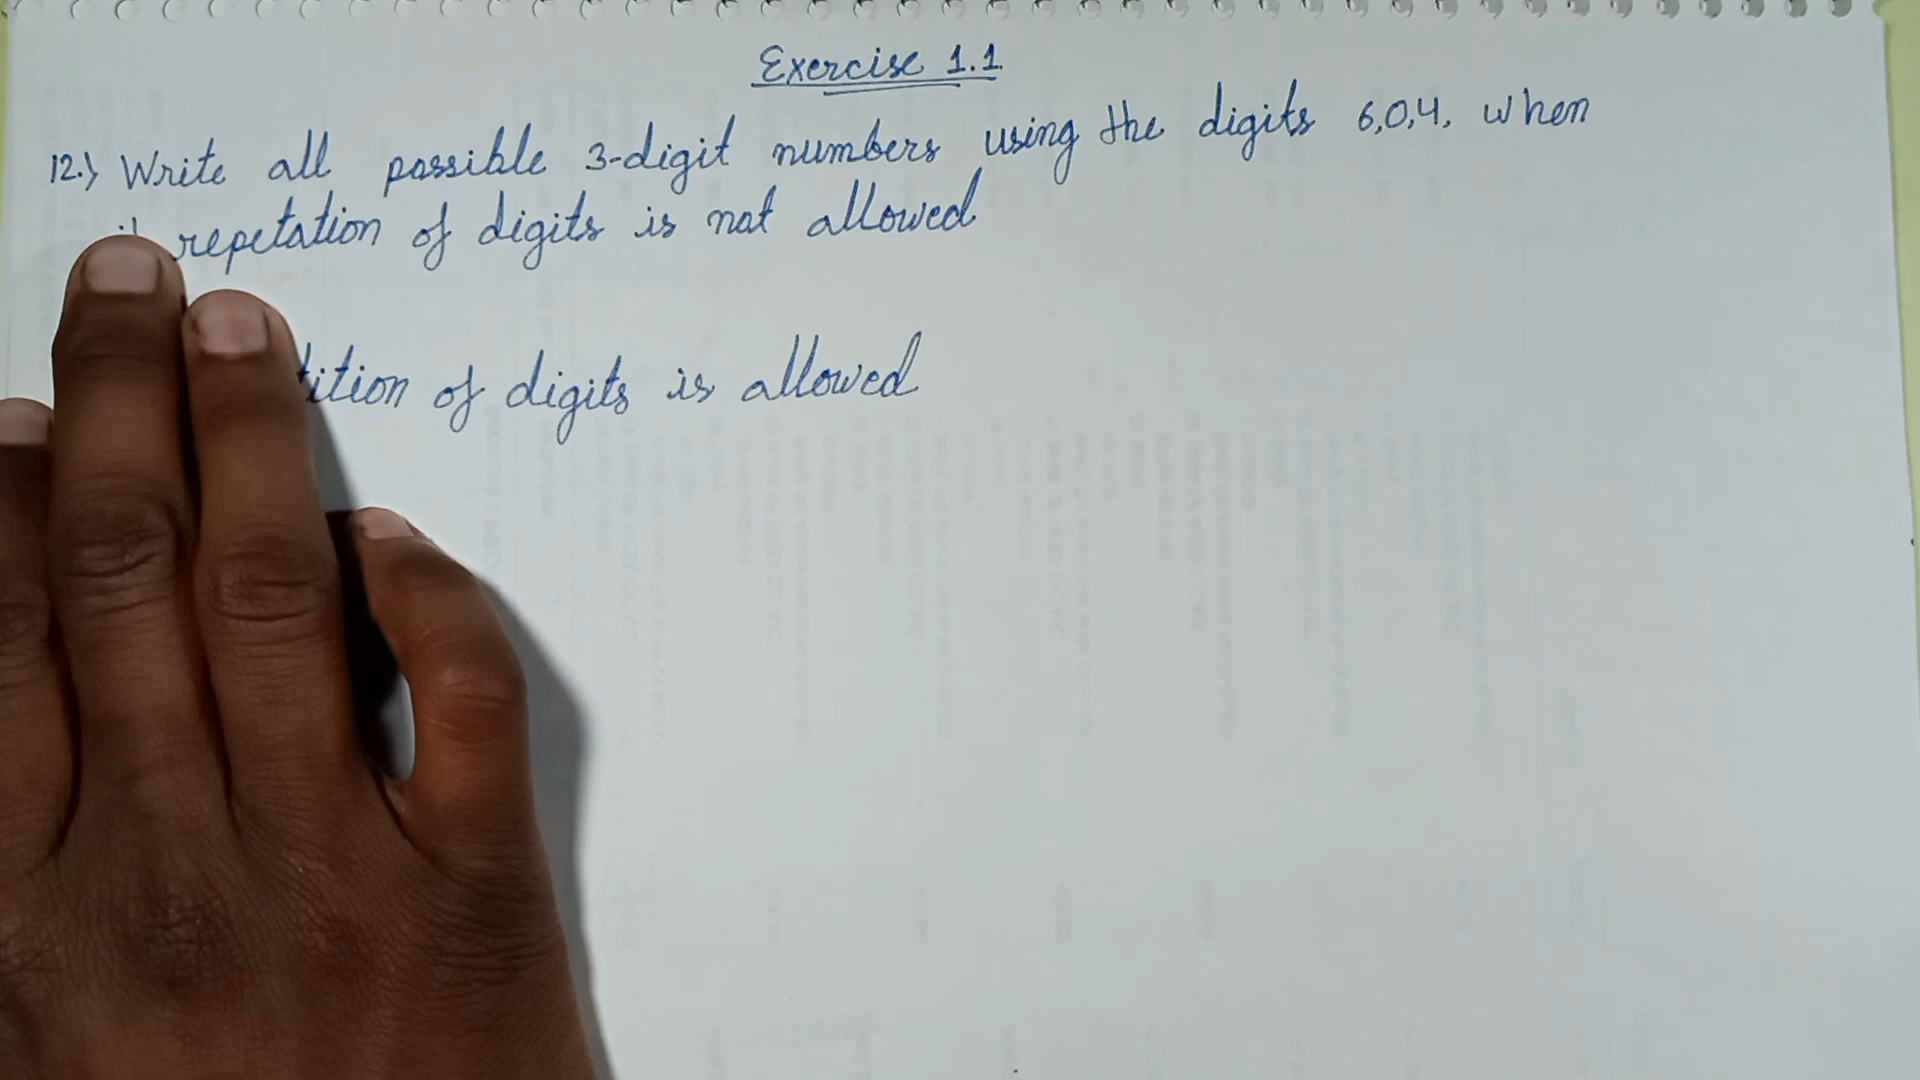 Exercise 1.1
12.) Write all possible 3-digit numbers using the digits 6,0,4, when
repetation of digits is not allowed
tition of digits is allowed